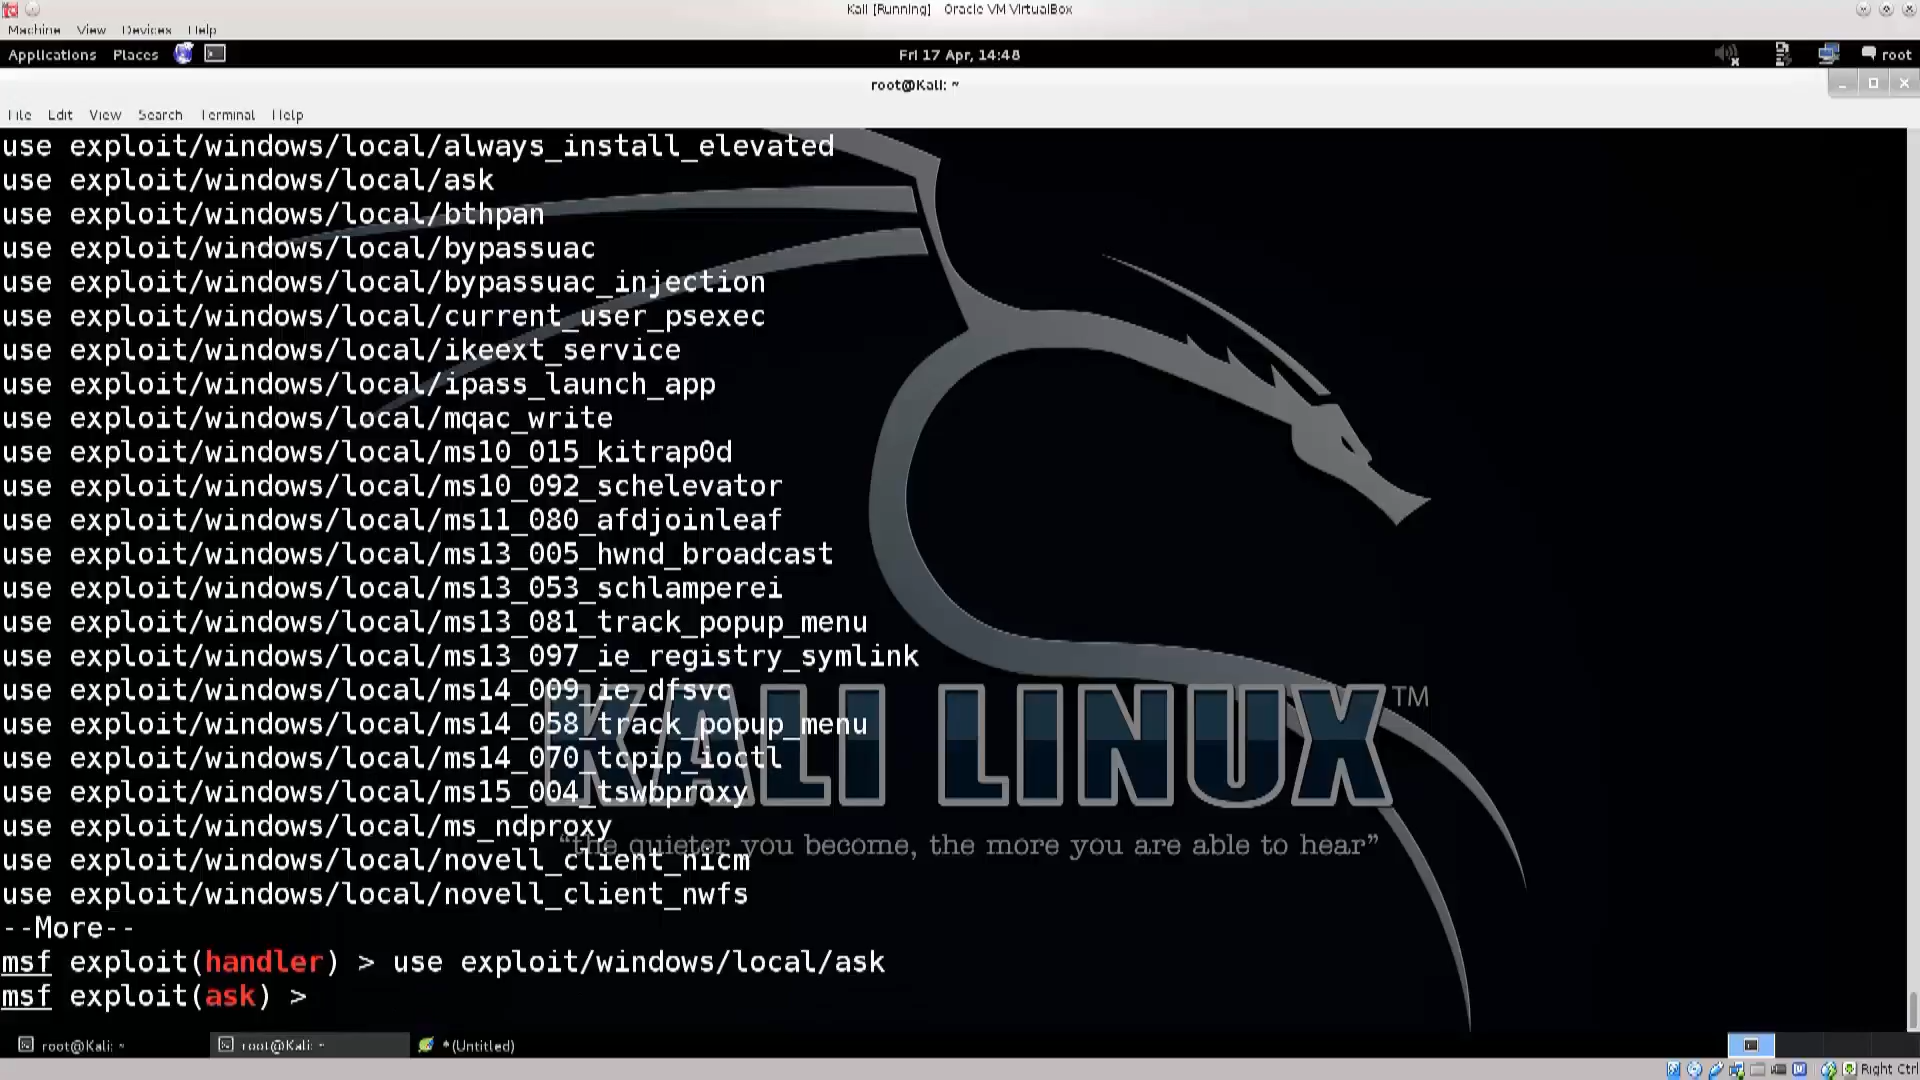 Kali [Running] Oracle VM VirtualBox
Machine View Devices Help
Applications Places Fri 17 Apr, 14:48 root
root@Kali: ~
File Edit View Search Terminal Help
use exploit/windows/local/always_install_elevated
use exploit/windows/local/ask
use exploit/windows/local/bthpan
use exploit/windows/local/bypassuac
use exploit/windows/local/bypassuac_injection
use exploit/windows/local/current_user_psexec
use exploit/windows/local/ikeext_service
use exploit/windows/local/ipass_launch_app
use exploit/windows/local/mqac_write
use exploit/windows/local/ms10_015_kitrap0d
use exploit/windows/local/ms10_092_schelevator
use exploit/windows/local/ms11_080_afdjoinleaf
use exploit/windows/local/ms13_005_hwnd_broadcast
use exploit/windows/local/ms13_053_schlamperei
use exploit/windows/local/ms13_081_track_popup_menu
use exploit/windows/local/ms13_097_ie_registry_symlink
use exploit/windows/local/ms14_009_ie_dfsvc
use exploit/windows/local/ms14_058_track_popup_menu
use exploit/windows/local/ms14_070_tcpip_ioctl
use exploit/windows/local/ms15_004_tswbproxy
use exploit/windows/local/ms_ndproxy
use exploit/windows/local/novell_client_nicm
use exploit/windows/local/novell_client_nwfs
--More--
msf exploit(handler) > use exploit/windows/local/ask
msf exploit(ask) >
KALI LINUX™
“the quieter you become, the more you are able to hear”
root@Kali: ~ root@Kali: ~ *(Untitled)
Right Ctrl